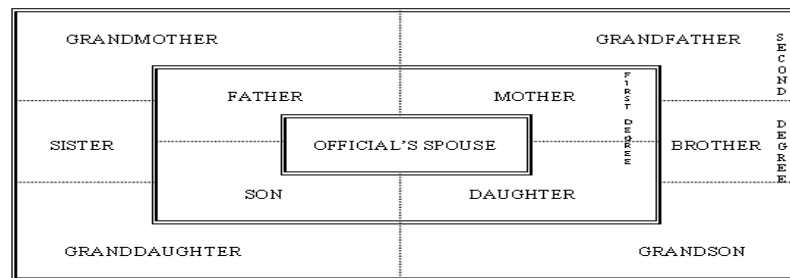 GRANDMOTHER GRANDFATHER
FATHER MOTHER
SISTER OFFICIAL'S SPOUSE BROTHER
SON DAUGHTER
GRANDDAUGHTER GRANDSON
FIRST DEGREE
SECOND DEGREE